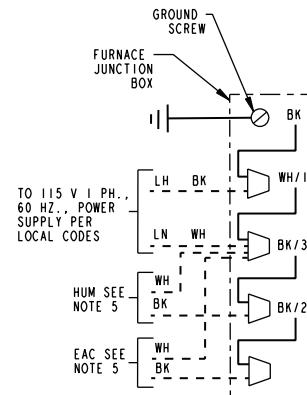 GROUND
SCREW
FURNACE
JUNCTION
BOX
BK
LH BK
WH/1
TO 115 V 1 PH.,
60 HZ., POWER
SUPPLY PER
LOCAL CODES
LN WH
BK/3
HUM SEE
NOTE 5
WH
BK
BK/2
EAC SEE
NOTE 5
WH
BK